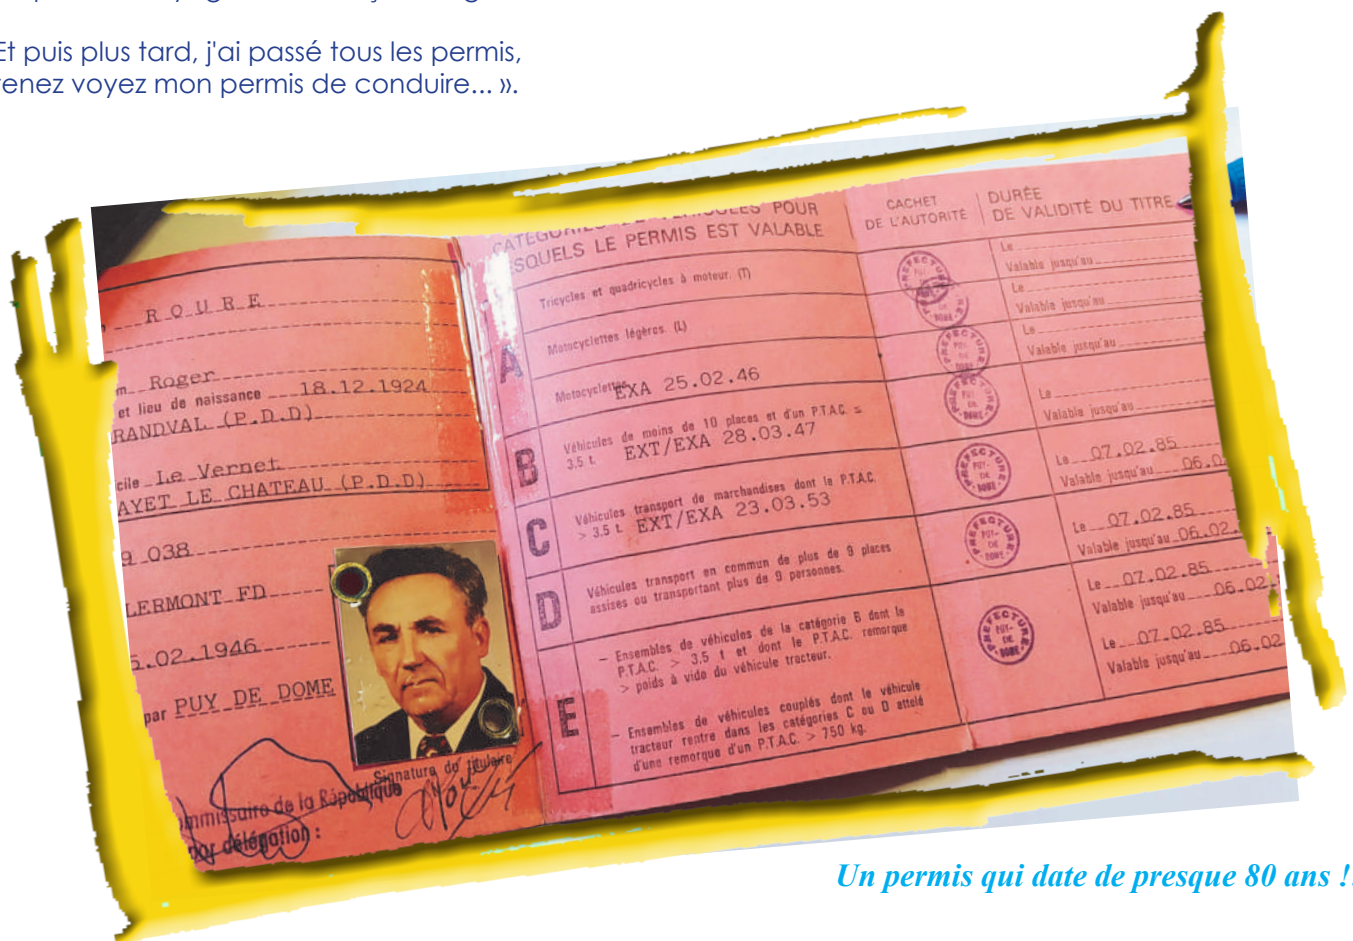 Et puis plus tard, j'ai passé tous les permis,
tenez voyez mon permis de conduire... ».
ROURE
Roger
et lieu de naissance 18.12.1924
RANDVAL (P.D.D)
cile Le Vernet
AYET LE CHATEAU (P.D.D)
9 038
LERMONT FD
5.02.1946
par PUY DE DOME
Signature du titulaire
ommissaire de la République
par délégation :
CATÉGORIES DE VÉHICULES POUR
ESQUELS LE PERMIS EST VALABLE
CACHET
DE L'AUTORITÉ
DURÉE
DE VALIDITÉ DU TITRE
A
Tricycles et quadricycles à moteur. (T)
Motocyclettes légères. (L)
Motocyclettes EXA 25.02.46
B
Véhicules de moins de 10 places et d'un P.T.A.C. ≤
3.5 t. EXT/EXA 28.03.47
C
Véhicules transport de marchandises dont le P.T.A.C.
> 3.5 t. EXT/EXA 23.03.53
D
Véhicules transport en commun de plus de 9 places
assises ou transportant plus de 9 personnes.
E
– Ensembles de véhicules de la catégorie B dont le
P.T.A.C. > 3.5 t et dont le P.T.A.C. remorque
> poids à vide du véhicule tracteur.
– Ensembles de véhicules couplés dont le véhicule
tracteur rentre dans les catégories C ou D attelé
d'une remorque d'un P.T.A.C. > 750 kg.
PREFECTURE
PUY-
DE
DOME
Le
Valable jusqu'au
Le
Valable jusqu'au
Le
Valable jusqu'au
Le
Valable jusqu'au
Le 07.02.85
Valable jusqu'au 06.0
Le 07.02.85
Valable jusqu'au 06.02
Le 07.02.85
Valable jusqu'au 06.02
Le 07.02.85
Valable jusqu'au 06.02
Un permis qui date de presque 80 ans !